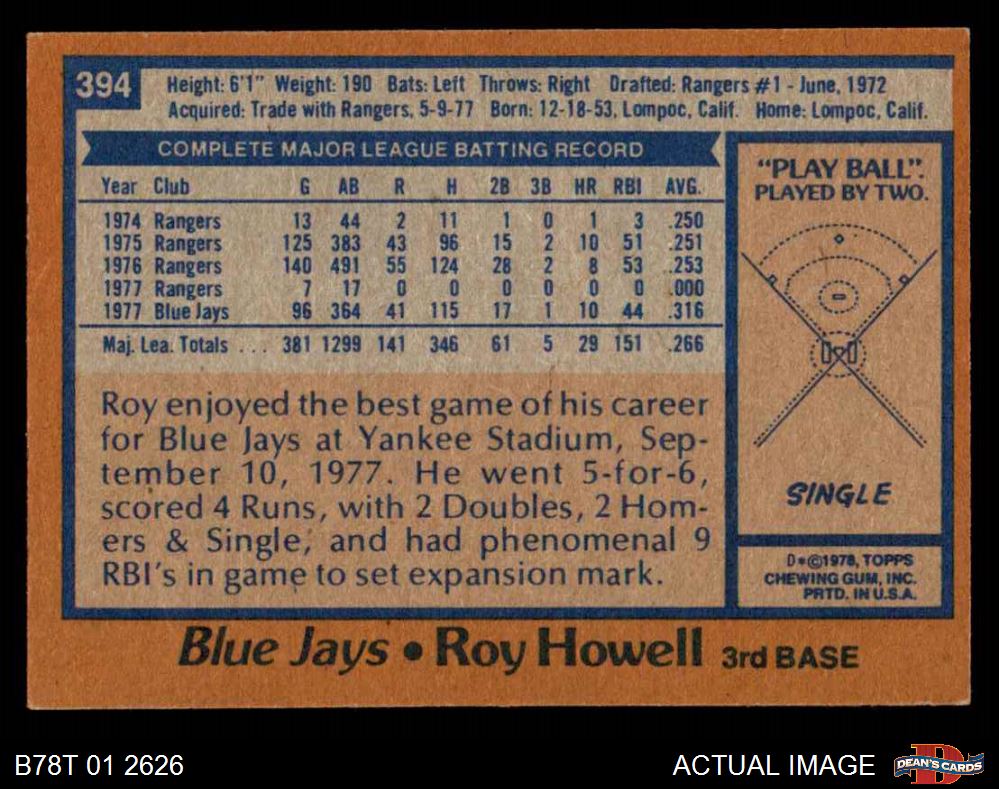 394
Height: 6'1" Weight: 190 Bats: Left Throws: Right Drafted: Rangers #1 - June, 1972
Acquired: Trade with Rangers, 5-9-77 Born: 12-18-53, Lompoc, Calif. Home: Lompoc, Calif.
COMPLETE MAJOR LEAGUE BATTING RECORD
Year Club G AB R H 2B 3B HR RBI AVG.
1974 Rangers 13 44 2 11 1 0 1 3 .250
1975 Rangers 125 383 43 96 15 2 10 51 .251
1976 Rangers 140 491 55 124 28 2 8 53 .253
1977 Rangers 7 17 0 0 0 0 0 0 .000
1977 Blue Jays 96 364 41 115 17 1 10 44 .316
Maj. Lea. Totals . . . 381 1299 141 346 61 5 29 151 .266
Roy enjoyed the best game of his career
for Blue Jays at Yankee Stadium, Sep-
tember 10, 1977. He went 5-for-6,
scored 4 Runs, with 2 Doubles, 2 Hom-
ers & Single, and had phenomenal 9
RBI's in game to set expansion mark.
"PLAY BALL".
PLAYED BY TWO.
SINGLE
D*©1978, TOPPS
CHEWING GUM, INC.
PRTD. IN U.S.A.
Blue Jays • Roy Howell 3rd BASE
B78T 01 2626
ACTUAL IMAGE
D
DEAN'S CARDS